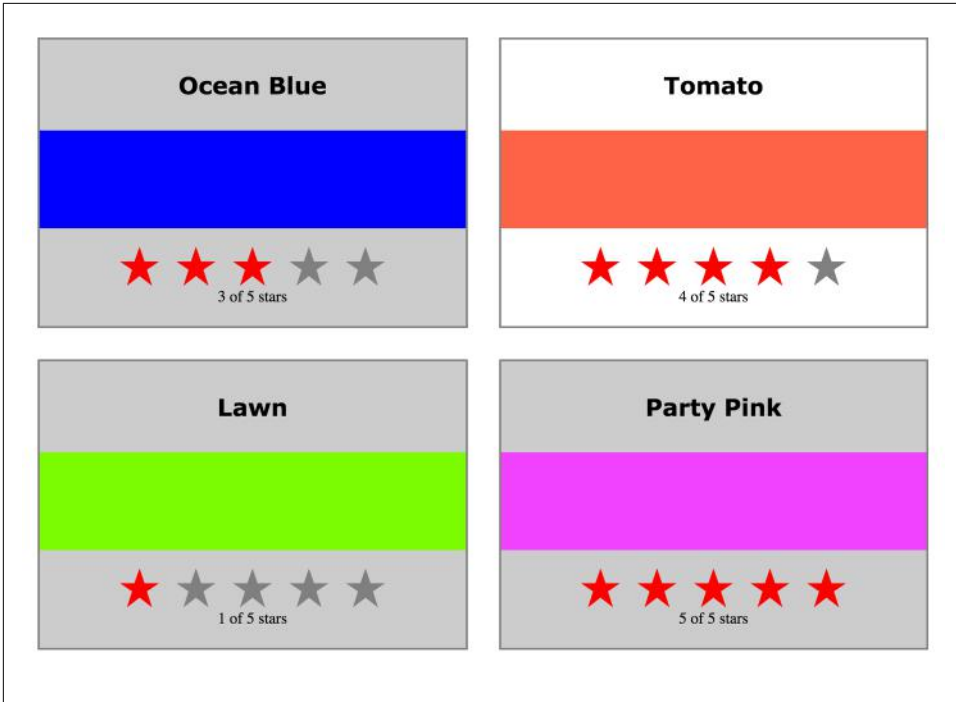 Ocean Blue
3 of 5 stars
Tomato
4 of 5 stars
Lawn
1 of 5 stars
Party Pink
5 of 5 stars